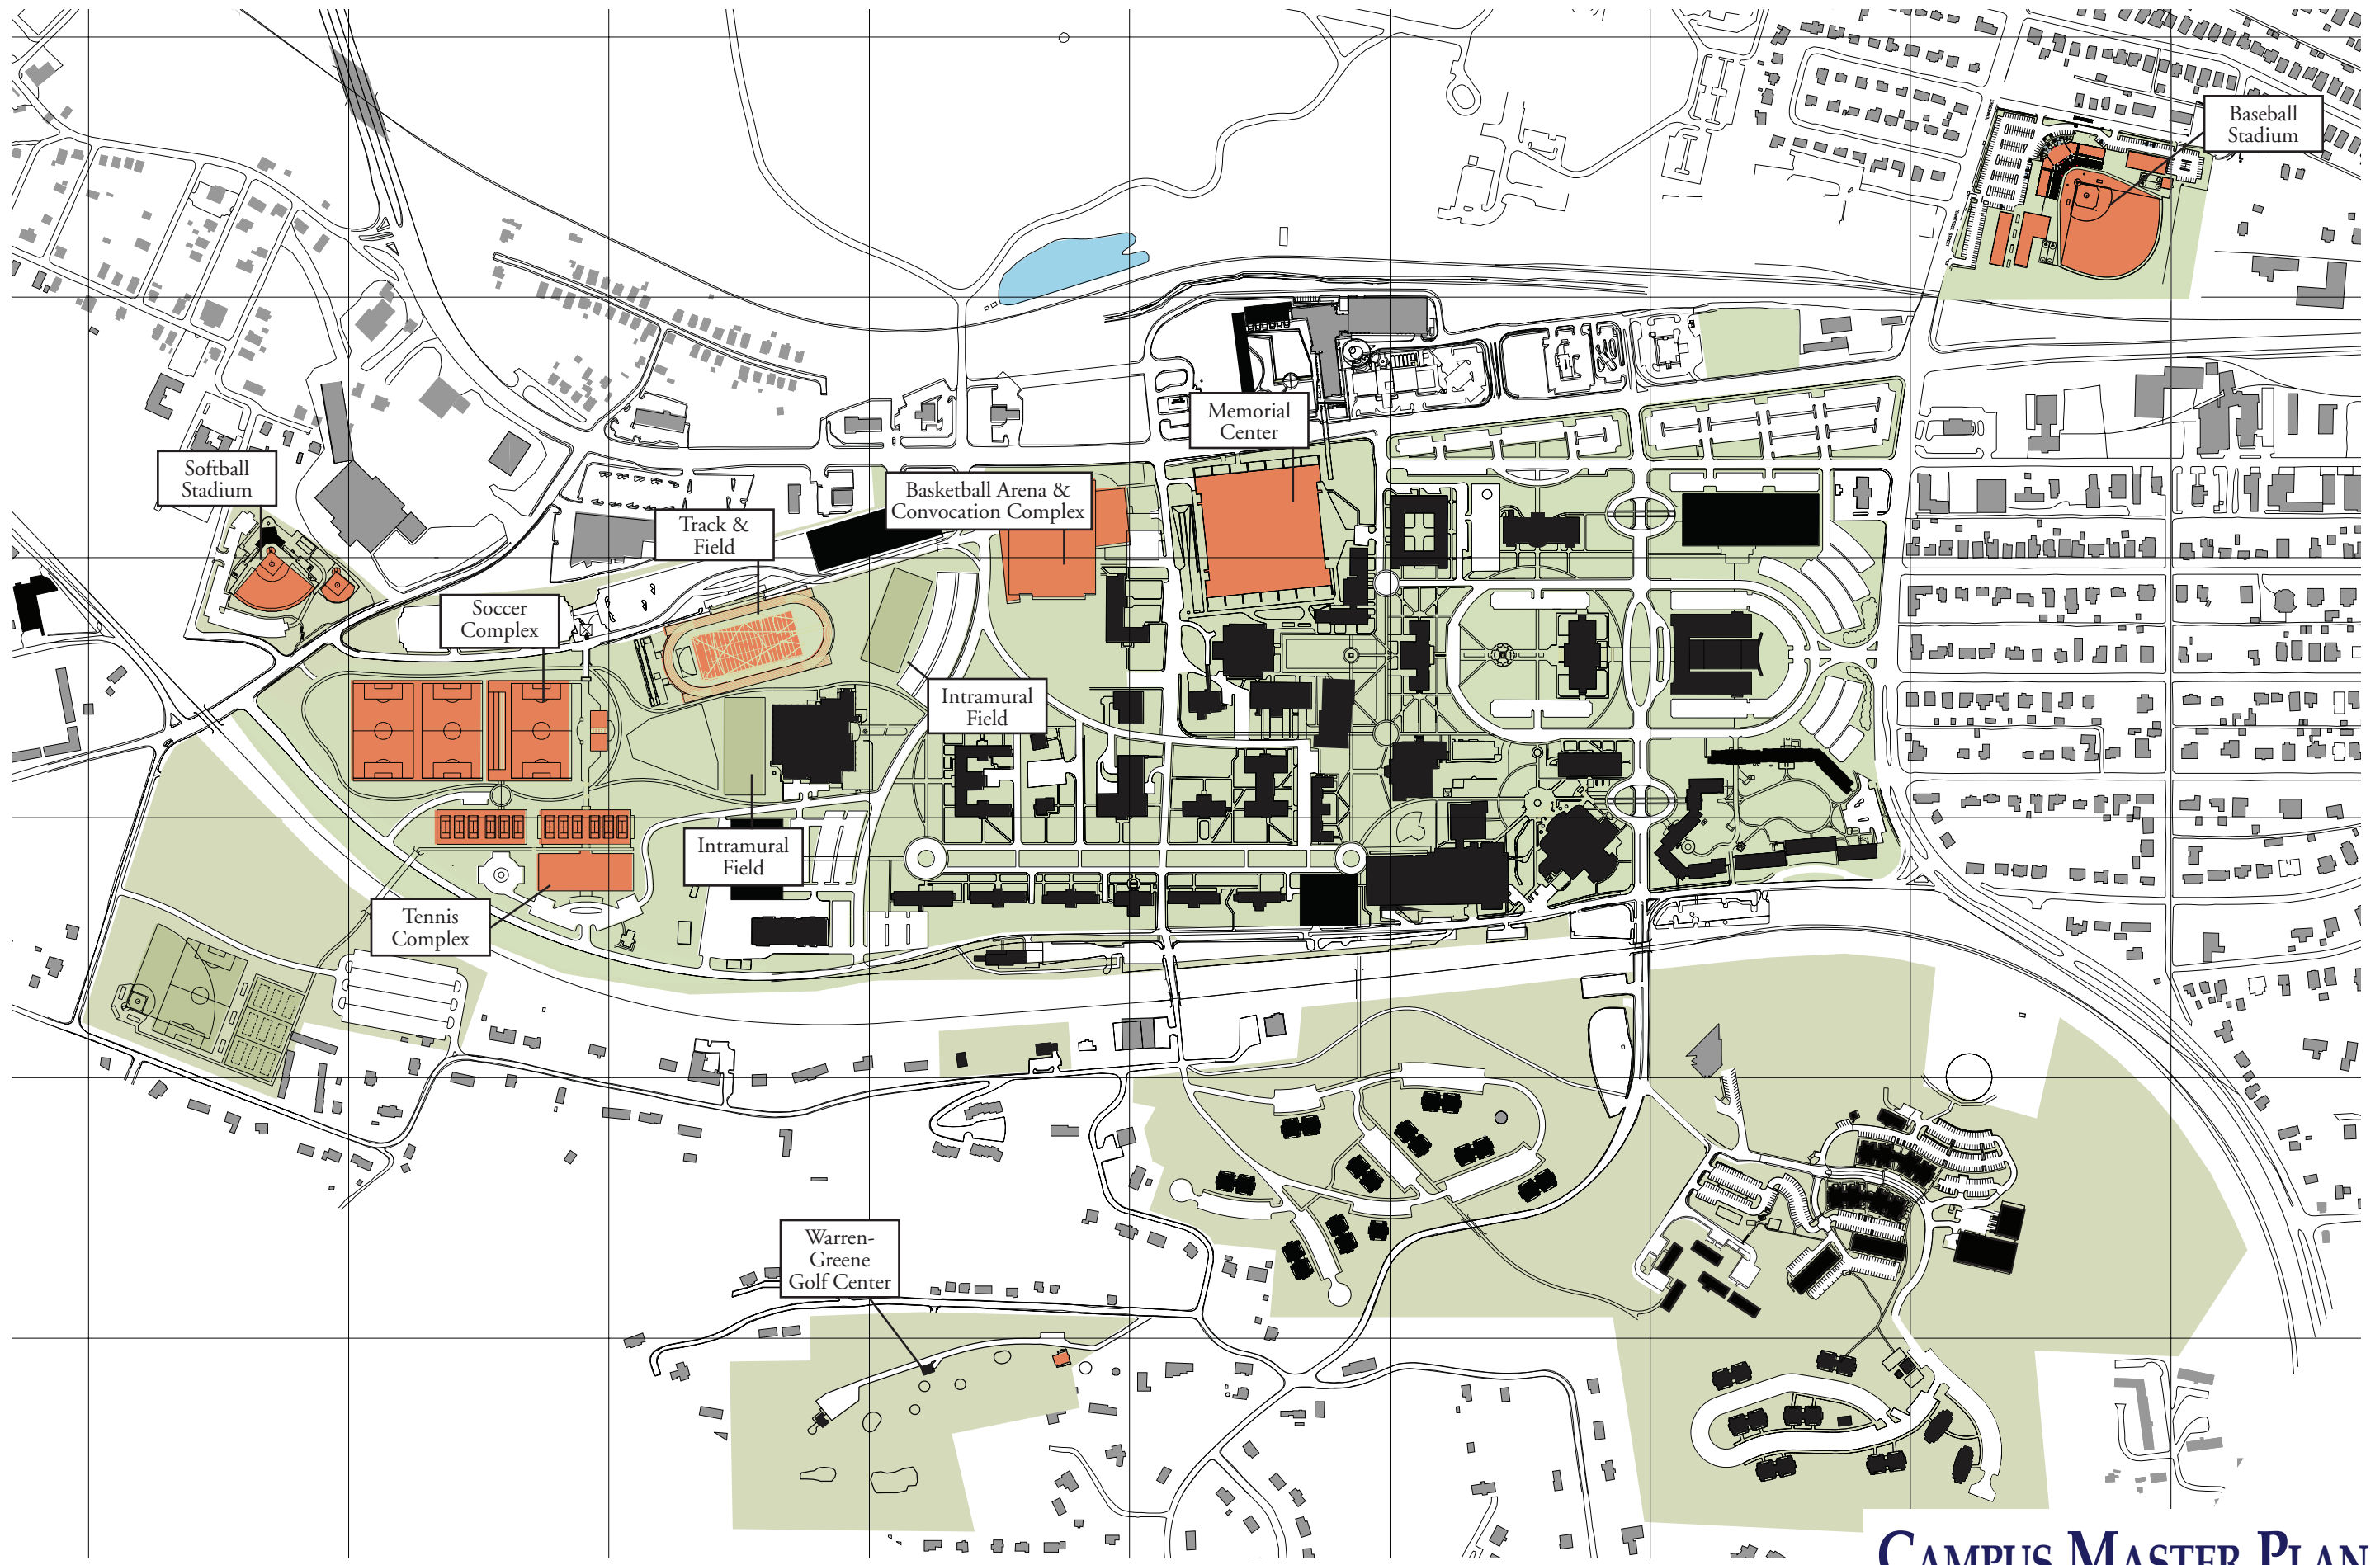 Baseball
Stadium
Memorial
Center
Softball
Stadium
Basketball Arena &
Convocation Complex
Track &
Field
Soccer
Complex
Intramural
Field
Intramural
Field
Tennis
Complex
Warren-
Greene
Golf Center
CAMPUS MASTER PLAN